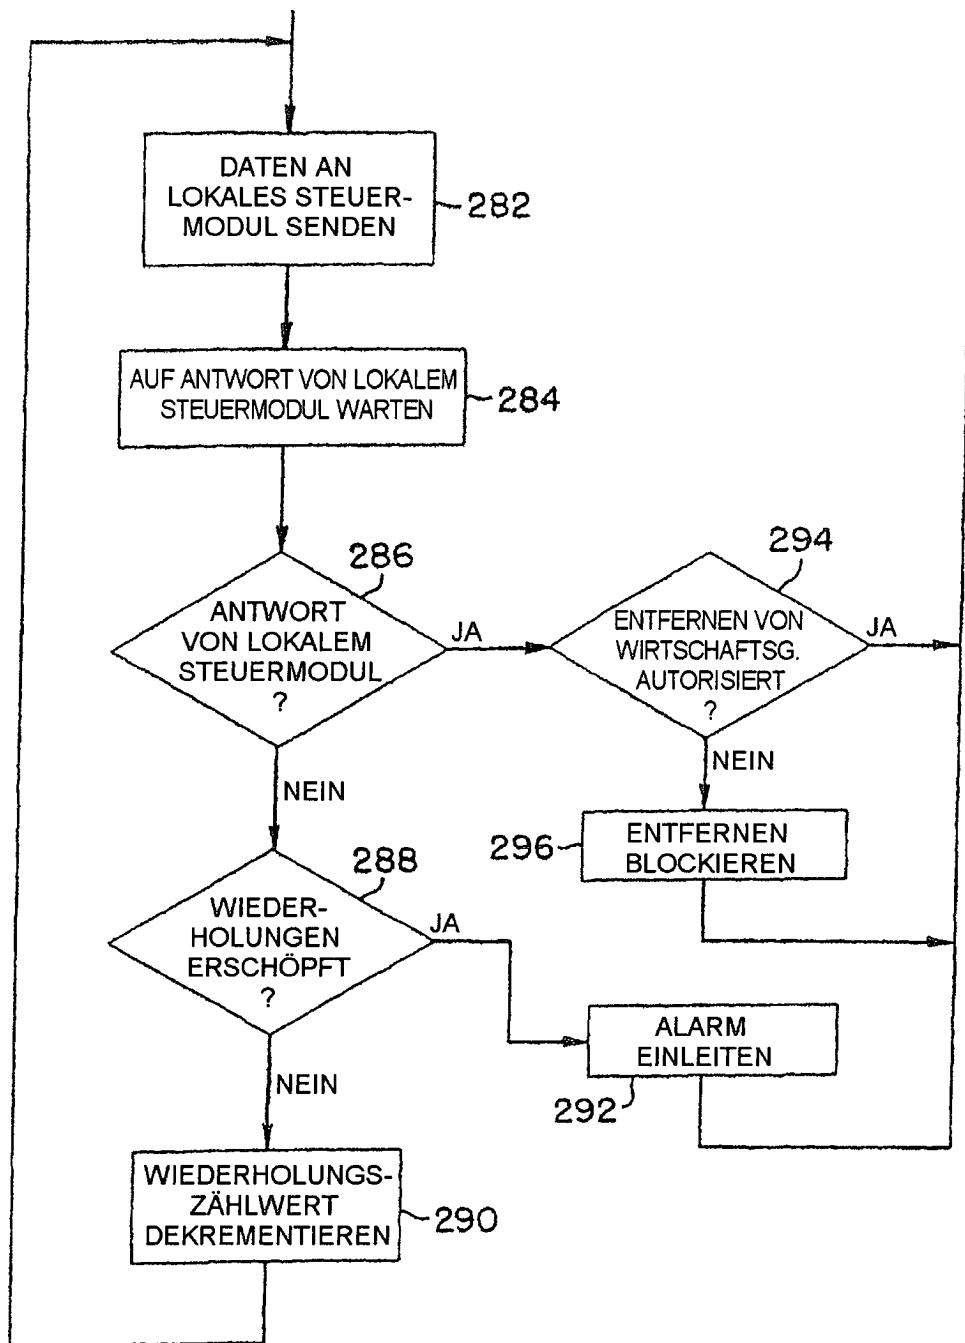 DATEN AN
LOKALES STEUER-
MODUL SENDEN
282
AUF ANTWORT VON LOKALEM
STEUERMODUL WARTEN
284
286
ANTWORT
VON LOKALEM
STEUERMODUL
?
JA
294
ENTFERNEN VON
WIRTSCHAFTSG.
AUTORISIERT
?
JA
NEIN
NEIN
296
ENTFERNEN
BLOCKIEREN
288
WIEDER-
HOLUNGEN
ERSCHÖPFT
?
JA
ALARM
EINLEITEN
292
NEIN
WIEDERHOLUNGS-
ZÄHLWERT
DEKREMENTIEREN
290